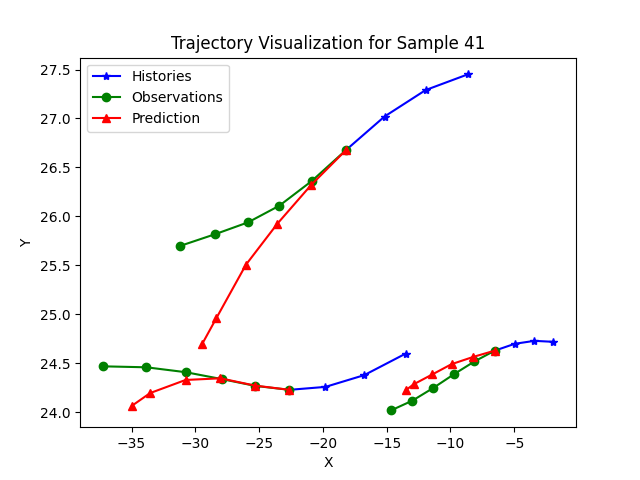 Trajectory Visualization for Sample 41
Histories
Observations
Prediction
27.5
27.0
26.5
26.0
25.5
25.0
24.5
24.0
Y
−35 −30 −25 −20 −15 −10 −5
X